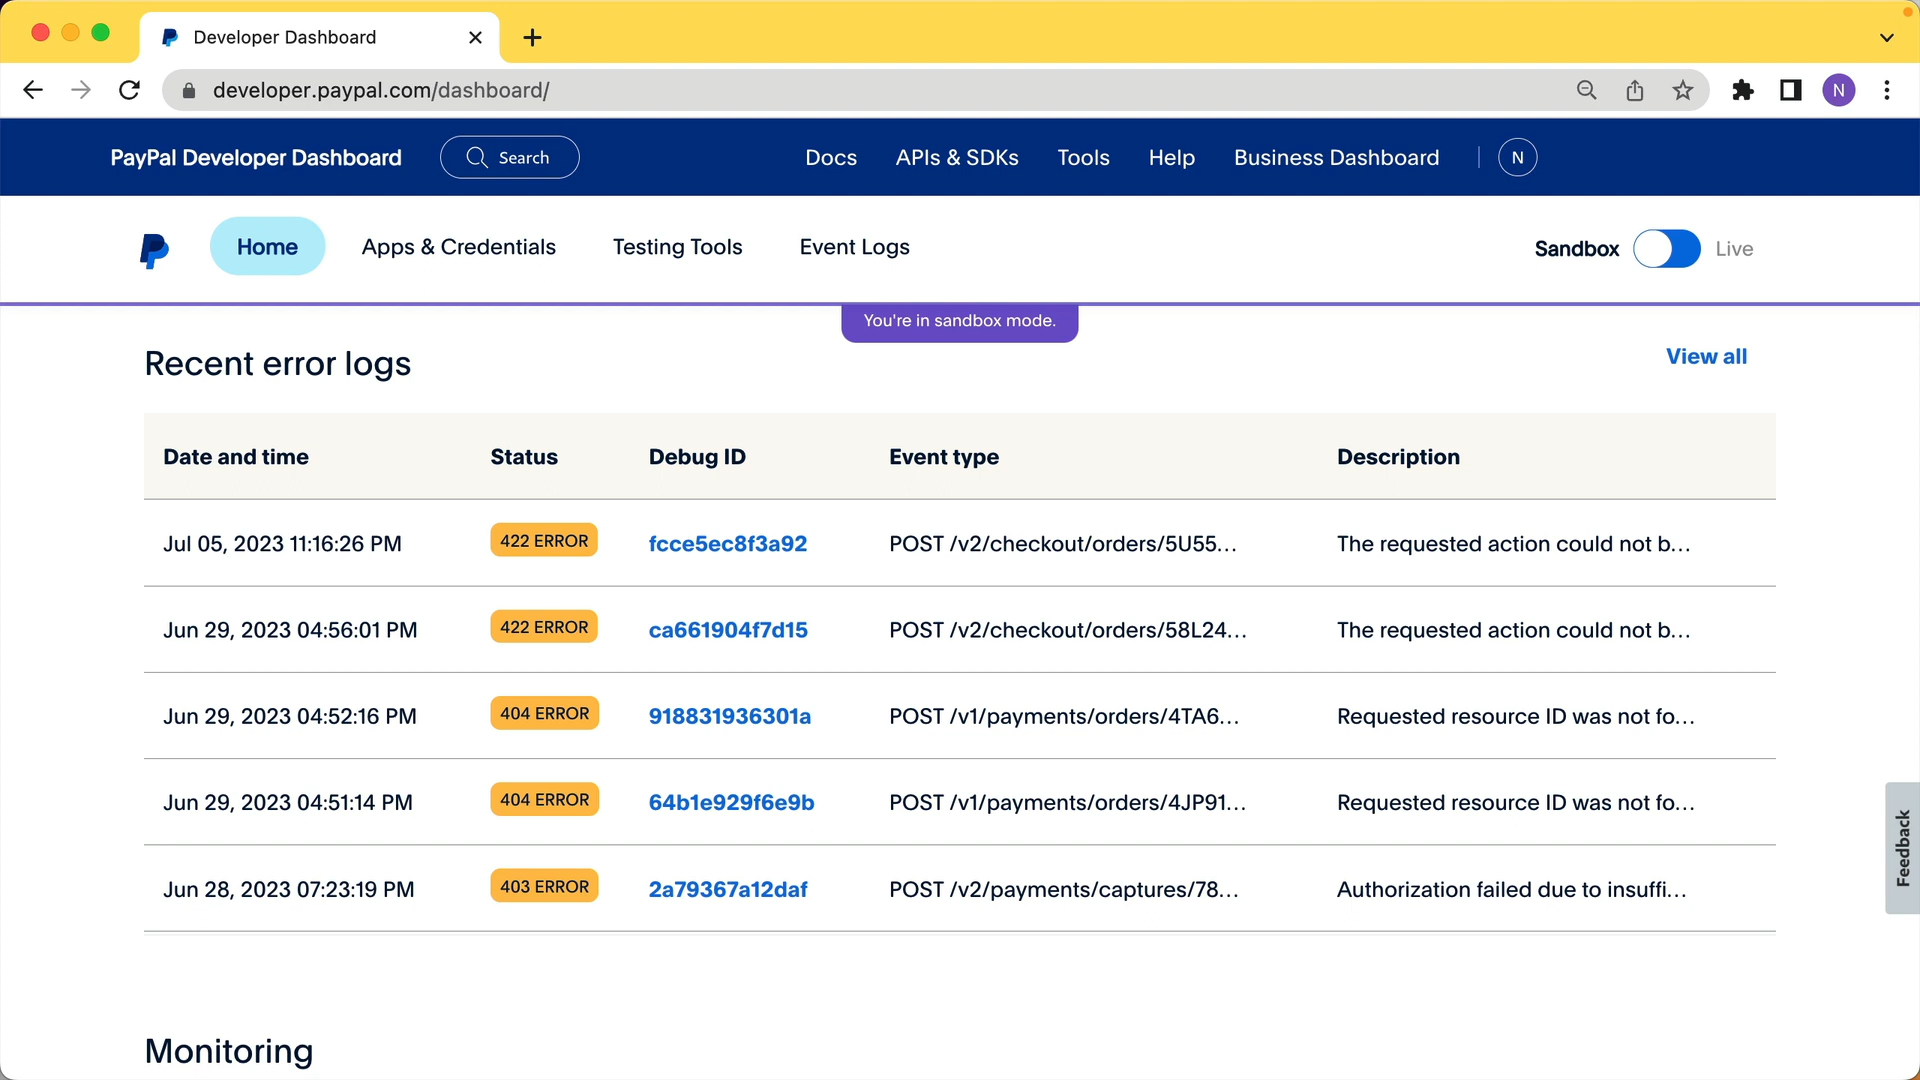 Developer Dashboard
developer.paypal.com/dashboard/
N
PayPal Developer Dashboard
Search
Docs
APIs & SDKs
Tools
Help
Business Dashboard
N
Home
Apps & Credentials
Testing Tools
Event Logs
Sandbox
Live
You're in sandbox mode.
Recent error logs
View all
Date and time Status Debug ID Event type Description
Jul 05, 2023 11:16:26 PM 422 ERROR fcce5ec8f3a92 POST /v2/checkout/orders/5U55... The requested action could not b...
Jun 29, 2023 04:56:01 PM 422 ERROR ca661904f7d15 POST /v2/checkout/orders/58L24... The requested action could not b...
Jun 29, 2023 04:52:16 PM 404 ERROR 918831936301a POST /v1/payments/orders/4TA6... Requested resource ID was not fo...
Jun 29, 2023 04:51:14 PM 404 ERROR 64b1e929f6e9b POST /v1/payments/orders/4JP91... Requested resource ID was not fo...
Jun 28, 2023 07:23:19 PM 403 ERROR 2a79367a12daf POST /v2/payments/captures/78... Authorization failed due to insuffi...
Feedback
Monitoring